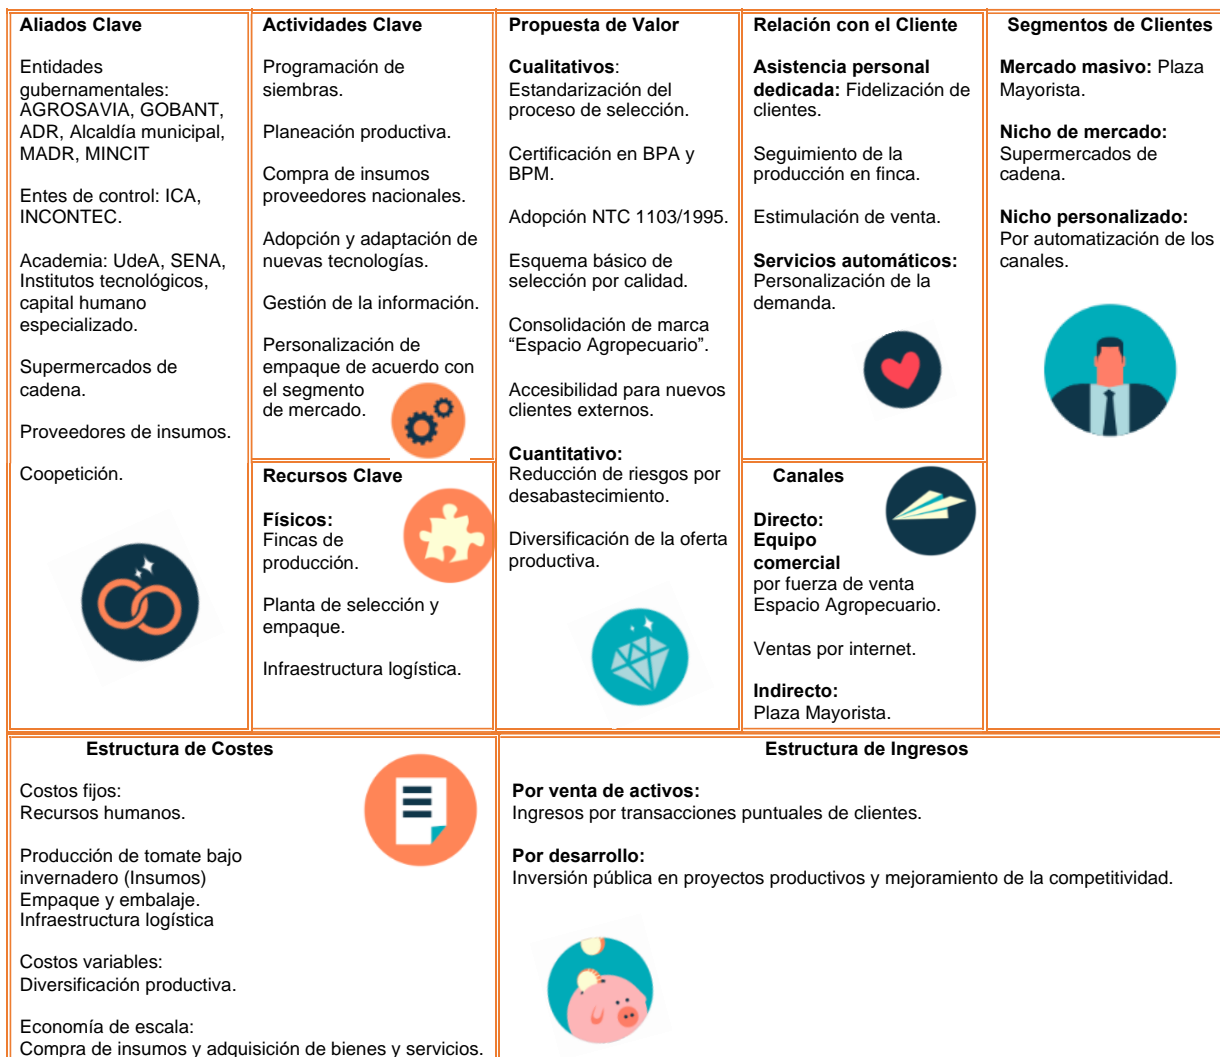 Aliados Clave
Entidades
gubernamentales:
AGROSAVIA, GOBANT,
ADR, Alcaldía municipal,
MADR, MINCIT
Entes de control: ICA,
INCONTEC.
Academia: UdeA, SENA,
Institutos tecnológicos,
capital humano
especializado.
Supermercados de
cadena.
Proveedores de insumos.
Coopetición.
Actividades Clave
Programación de
siembras.
Planeación productiva.
Compra de insumos
proveedores nacionales.
Adopción y adaptación de
nuevas tecnologías.
Gestión de la información.
Personalización de
empaque de acuerdo con
el segmento
de mercado.
Recursos Clave
Físicos:
Fincas de
producción.
Planta de selección y
empaque.
Infraestructura logística.
Propuesta de Valor
Cualitativos:
Estandarización del
proceso de selección.
Certificación en BPA y
BPM.
Adopción NTC 1103/1995.
Esquema básico de
selección por calidad.
Consolidación de marca
“Espacio Agropecuario”.
Accesibilidad para nuevos
clientes externos.
Cuantitativo:
Reducción de riesgos por
desabastecimiento.
Diversificación de la oferta
productiva.
Relación con el Cliente
Asistencia personal
dedicada: Fidelización de
clientes.
Seguimiento de la
producción en finca.
Estimulación de venta.
Servicios automáticos:
Personalización de la
demanda.
Canales
Directo:
Equipo
comercial
por fuerza de venta
Espacio Agropecuario.
Ventas por internet.
Indirecto:
Plaza Mayorista.
Segmentos de Clientes
Mercado masivo: Plaza
Mayorista.
Nicho de mercado:
Supermercados de
cadena.
Nicho personalizado:
Por automatización de los
canales.
Estructura de Costes
Costos fijos:
Recursos humanos.
Producción de tomate bajo
invernadero (Insumos)
Empaque y embalaje.
Infraestructura logística
Costos variables:
Diversificación productiva.
Economía de escala:
Compra de insumos y adquisición de bienes y servicios.
Estructura de Ingresos
Por venta de activos:
Ingresos por transacciones puntuales de clientes.
Por desarrollo:
Inversión pública en proyectos productivos y mejoramiento de la competitividad.